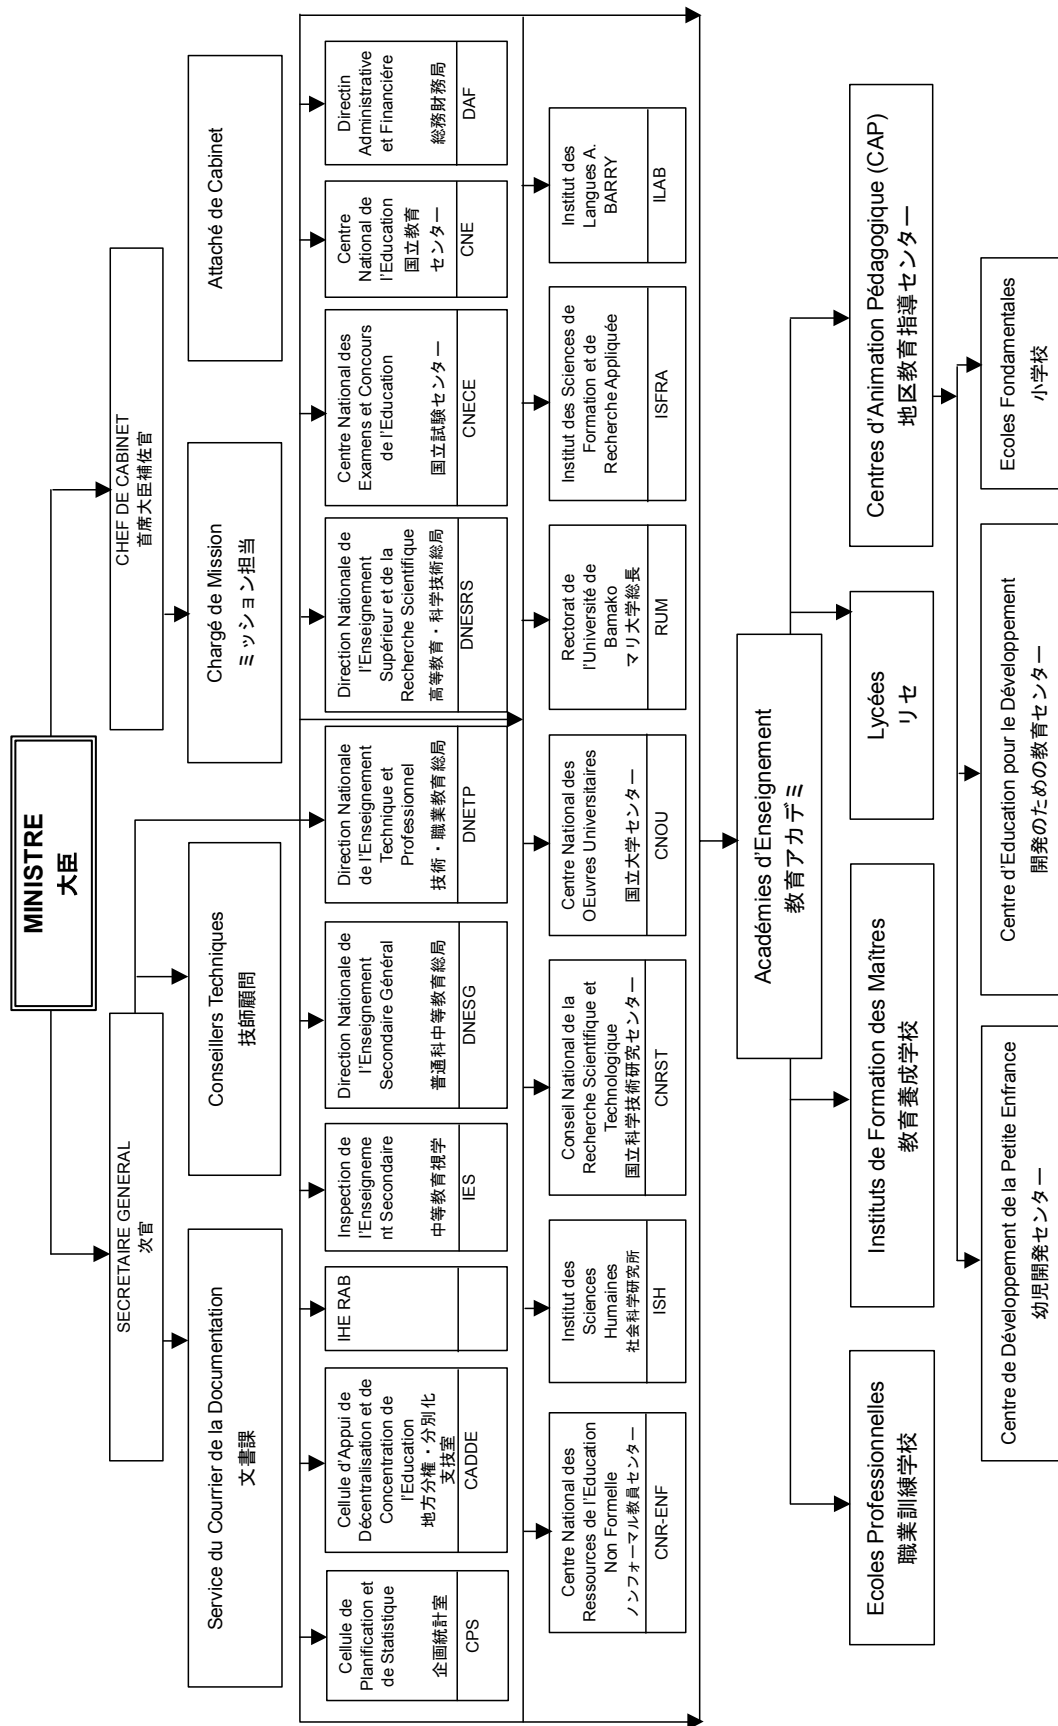 MINISTRE
大臣
SECRETAIRE GENERAL
次官
CHEF DE CABINET
首席大臣補佐官
Service du Courrier de la Documentation
文書課
Conseillers Techniques
技師顧問
Chargé de Mission
ミッション担当
Attaché de Cabinet
Cellule de
Planification et
de Statistique
企画統計室
CPS
Cellule d'Appui de
Décentralisation et de
Concentration de
l'Education
地方分権・分別化
支技室
CADDE
IHE RAB
Inspection de
l'Enseigneme
nt Secondaire
中等教育視学
IES
Direction Nationale de
l'Enseignement
Secondaire Général
普通科中等教育総局
DNESG
Direction Nationale
de l'Enseignement
Technique et
Professionnel
技術・職業教育総局
DNETP
Direction Nationale de
l'Enseignement
Supérieur et de la
Recherche Scientifique
高等教育・科学技術総局
DNESRS
Centre National des
Examens et Concours
de l'Education
国立試験センター
CNECE
Centre
National de
l'Education
国立教育
センター
CNE
Directin
Administrative
et Financiére
総務財務局
DAF
Centre National des
Ressources de l'Education
Non Formelle
ノンフォーマル教員センター
CNR-ENF
Institut des
Sciences
Humaines
社会科学研究所
ISH
Conseil National de la
Recherche Scientifique et
Technologique
国立科学技術研究センター
CNRST
Centre National des
OEuvres Universitaires
国立大学センター
CNOU
Rectorat de
l'Université de
Bamako
マリ大学総長
RUM
Institut des Sciences de
Formation et de
Recherche Appliquée
ISFRA
Institut des
Langues A.
BARRY
ILAB
Académies d'Enseignement
教育アカデミ
Ecoles Professionnelles
職業訓練学校
Instituts de Formation des Maîtres
教育養成学校
Lycées
リセ
Centres d'Animation Pédagogique (CAP)
地区教育指導センター
Centre de Développement de la Petite Enfrance
幼児開発センター
Centre d'Education pour le Développement
開発のための教育センター
Ecoles Fondamentales
小学校